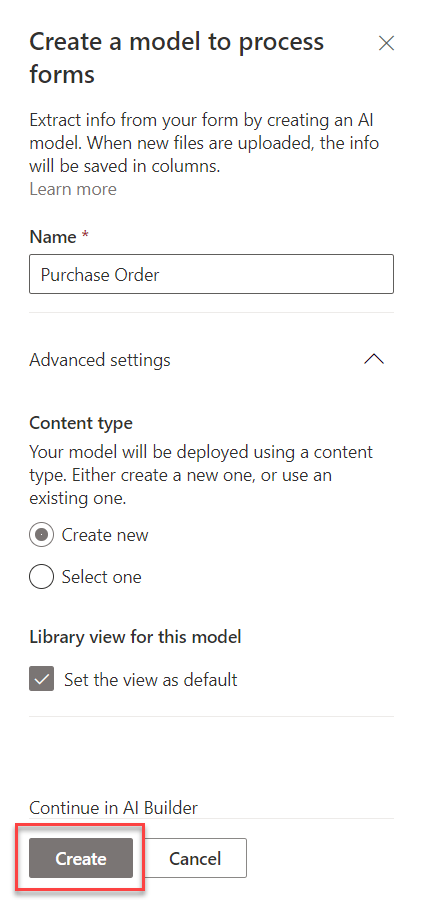 Create a model to process
forms
Extract info from your form by creating an AI
model. When new files are uploaded, the info
will be saved in columns.
Learn more
Name *
Purchase Order
Advanced settings
Content type
Your model will be deployed using a content
type. Either create a new one, or use an
existing one.
Create new
Select one
Library view for this model
Set the view as default
Continue in AI Builder
Create
Cancel